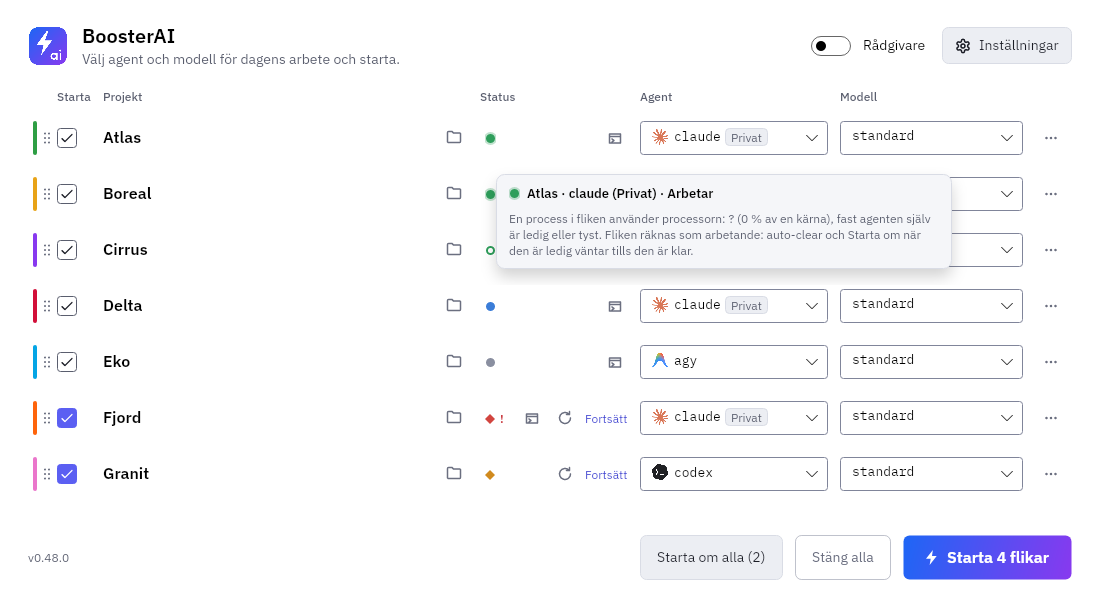 ai
BoosterAI
Välj agent och modell för dagens arbete och starta.
Rådgivare
Inställningar
Starta Projekt Status Agent Modell
Atlas claude Privat standard
Boreal
Atlas · claude (Privat) · Arbetar
En process i fliken använder processorn: ? (0 % av en kärna), fast agenten själv
är ledig eller tyst. Fliken räknas som arbetande: auto-clear och Starta om när
den är ledig väntar tills den är klar.
Cirrus
Delta claude Privat standard
Eko agy standard
Fjord ! Fortsätt claude Privat standard
Granit Fortsätt codex standard
v0.48.0
Starta om alla (2)
Stäng alla
Starta 4 flikar